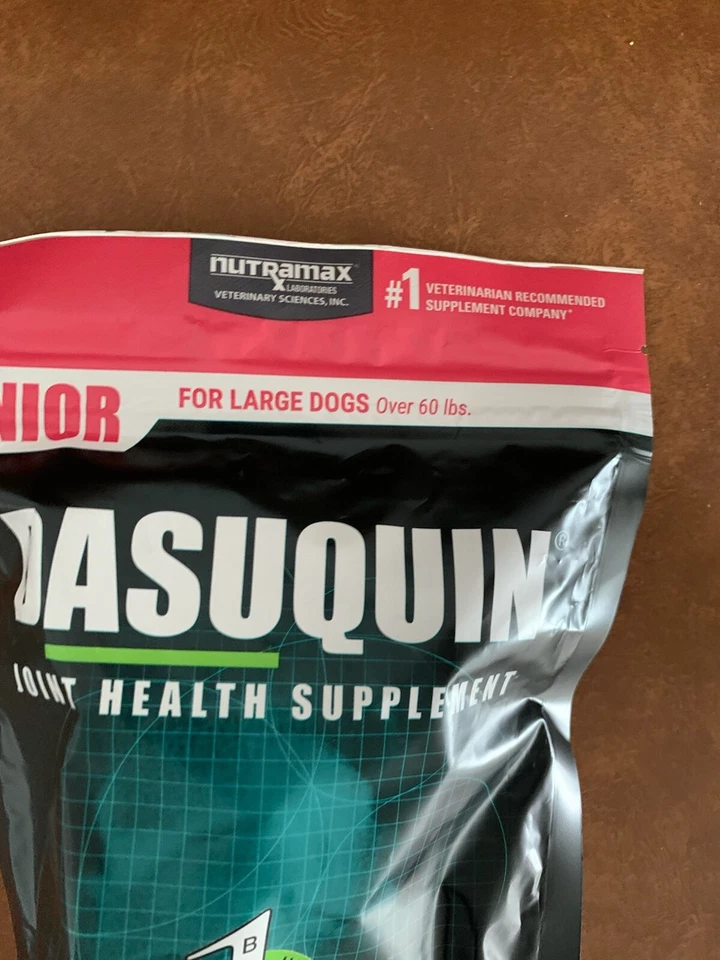 nutramax
LABORATORIES
VETERINARY SCIENCES, INC.
#1 VETERINARIAN RECOMMENDED
SUPPLEMENT COMPANY*
NIOR
FOR LARGE DOGS Over 60 lbs.
DASUQUIN®
JOINT HEALTH SUPPLEMENT
B